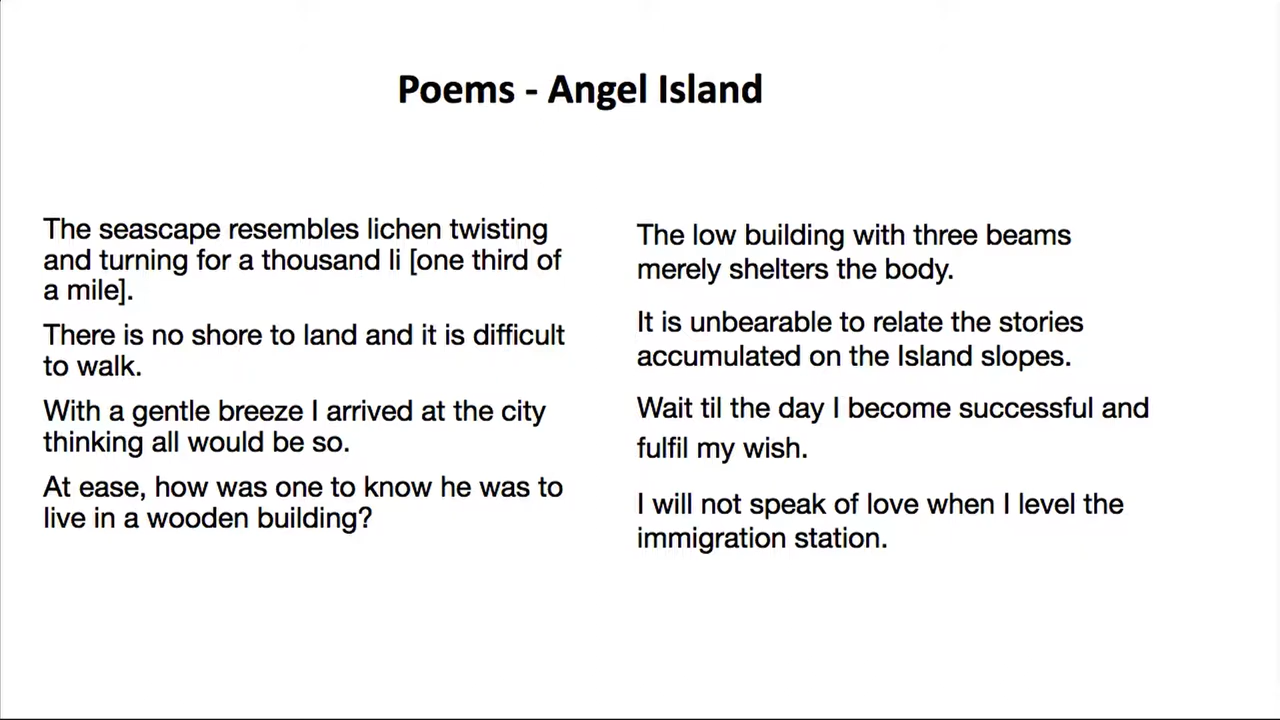 Poems - Angel Island
The seascape resembles lichen twisting
and turning for a thousand li [one third of
a mile].
There is no shore to land and it is difficult
to walk.
With a gentle breeze I arrived at the city
thinking all would be so.
At ease, how was one to know he was to
live in a wooden building?
The low building with three beams
merely shelters the body.
It is unbearable to relate the stories
accumulated on the Island slopes.
Wait til the day I become successful and
fulfil my wish.
I will not speak of love when I level the
immigration station.